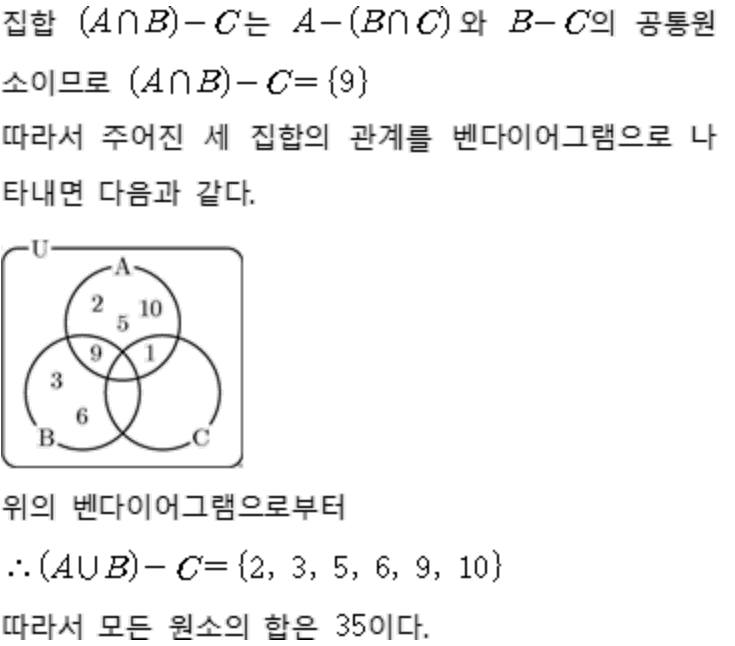 집합 (A∩B)−C는 A−(B∩C)와 B−C의 공통원
소이므로 (A∩B)−C={9}
따라서 주어진 세 집합의 관계를 벤다이어그램으로 나
타내면 다음과 같다.
U
A
2 10
5
9 1
3
6
B C
위의 벤다이어그램으로부터
∴(A∪B)−C={2, 3, 5, 6, 9, 10}
따라서 모든 원소의 합은 35이다.